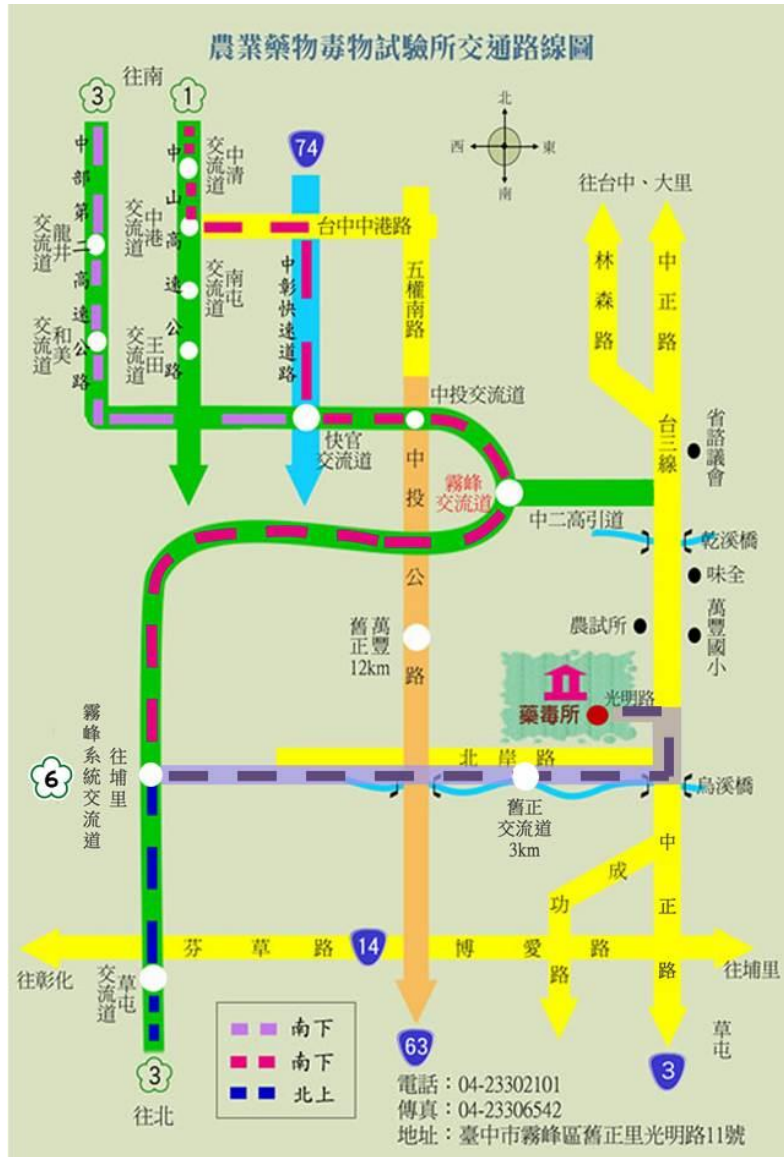 農業藥物毒物試驗所交通路線圖
往南
3
1
74
北
西
東
南
往台中、大里
中清交流道
中山高速公路
中部第二高速公路
中港交流道
台中中港路
龍井交流道
南屯交流道
中彰快速道路
五權南路
林森路
中正路
和美交流道
王田交流道
中投交流道
快官交流道
台三線
省諮議會
霧峰交流道
中二高引道
中投公路
乾溪橋
味全
農試所
萬豐國小
萬豐
舊正
12km
藥毒所
光明路
霧峰系統交流道
往埔里
6
北岸路
烏溪橋
舊正
交流道
3km
中正路
成功路
芬草路
14
博愛路
往彰化
往埔里
草屯交流道
草屯
南下
南下
北上
63
3
3
往北
電話：04-23302101
傳真：04-23306542
地址：臺中市霧峰區舊正里光明路11號